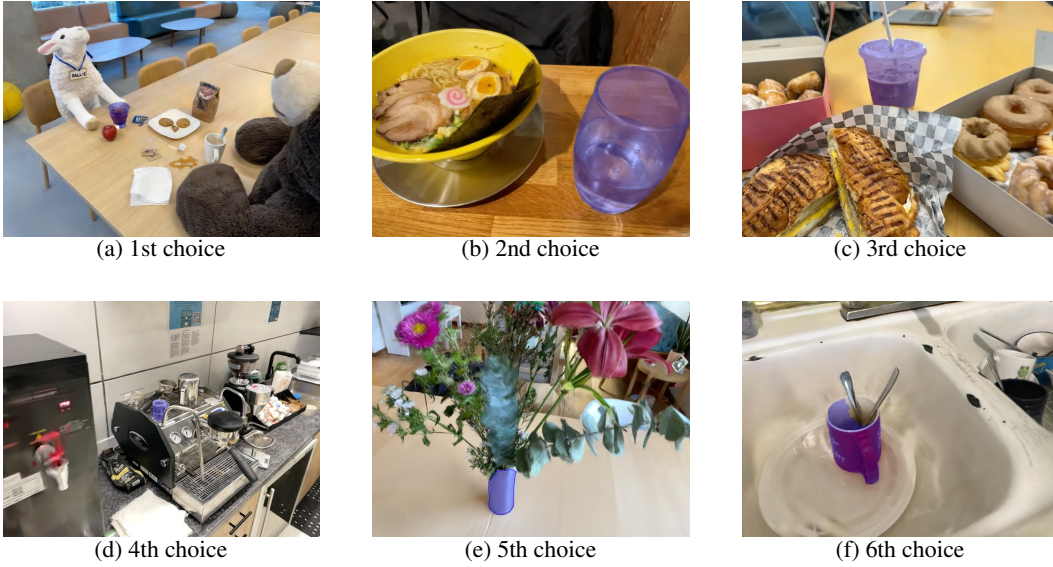 DALL-E
(a) 1st choice
(b) 2nd choice
(c) 3rd choice
(d) 4th choice
(e) 5th choice
(f) 6th choice